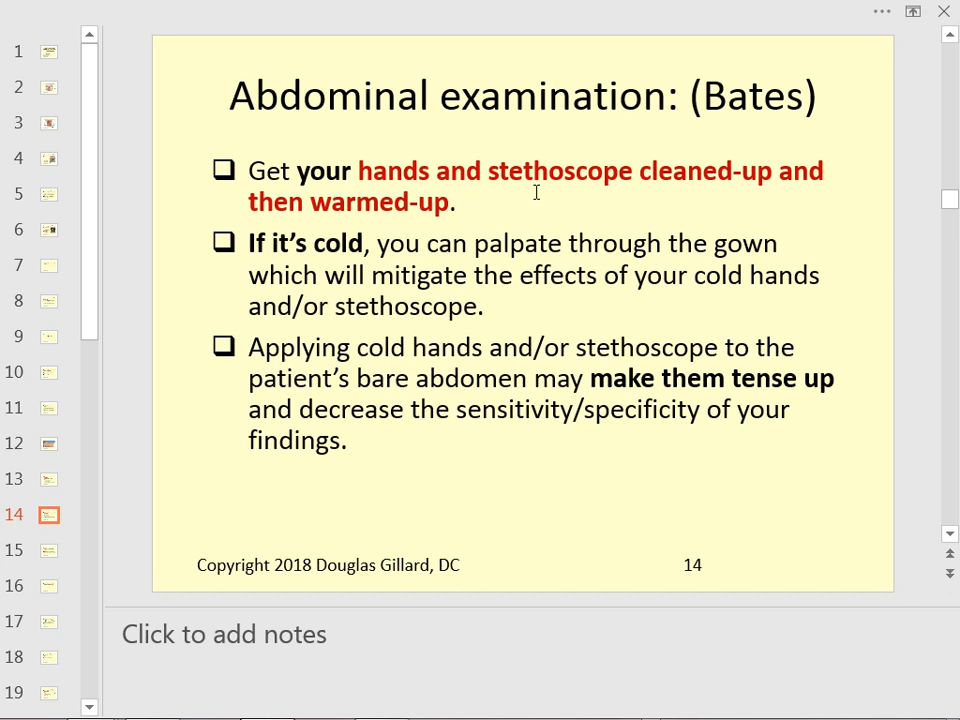 1
2
3
4
5
6
7
8
9
10
11
12
13
14
15
16
17
18
19
Abdominal examination: (Bates)
Get your hands and stethoscope cleaned-up and
then warmed-up.
If it's cold, you can palpate through the gown
which will mitigate the effects of your cold hands
and/or stethoscope.
Applying cold hands and/or stethoscope to the
patient's bare abdomen may make them tense up
and decrease the sensitivity/specificity of your
findings.
Copyright 2018 Douglas Gillard, DC 14
Click to add notes